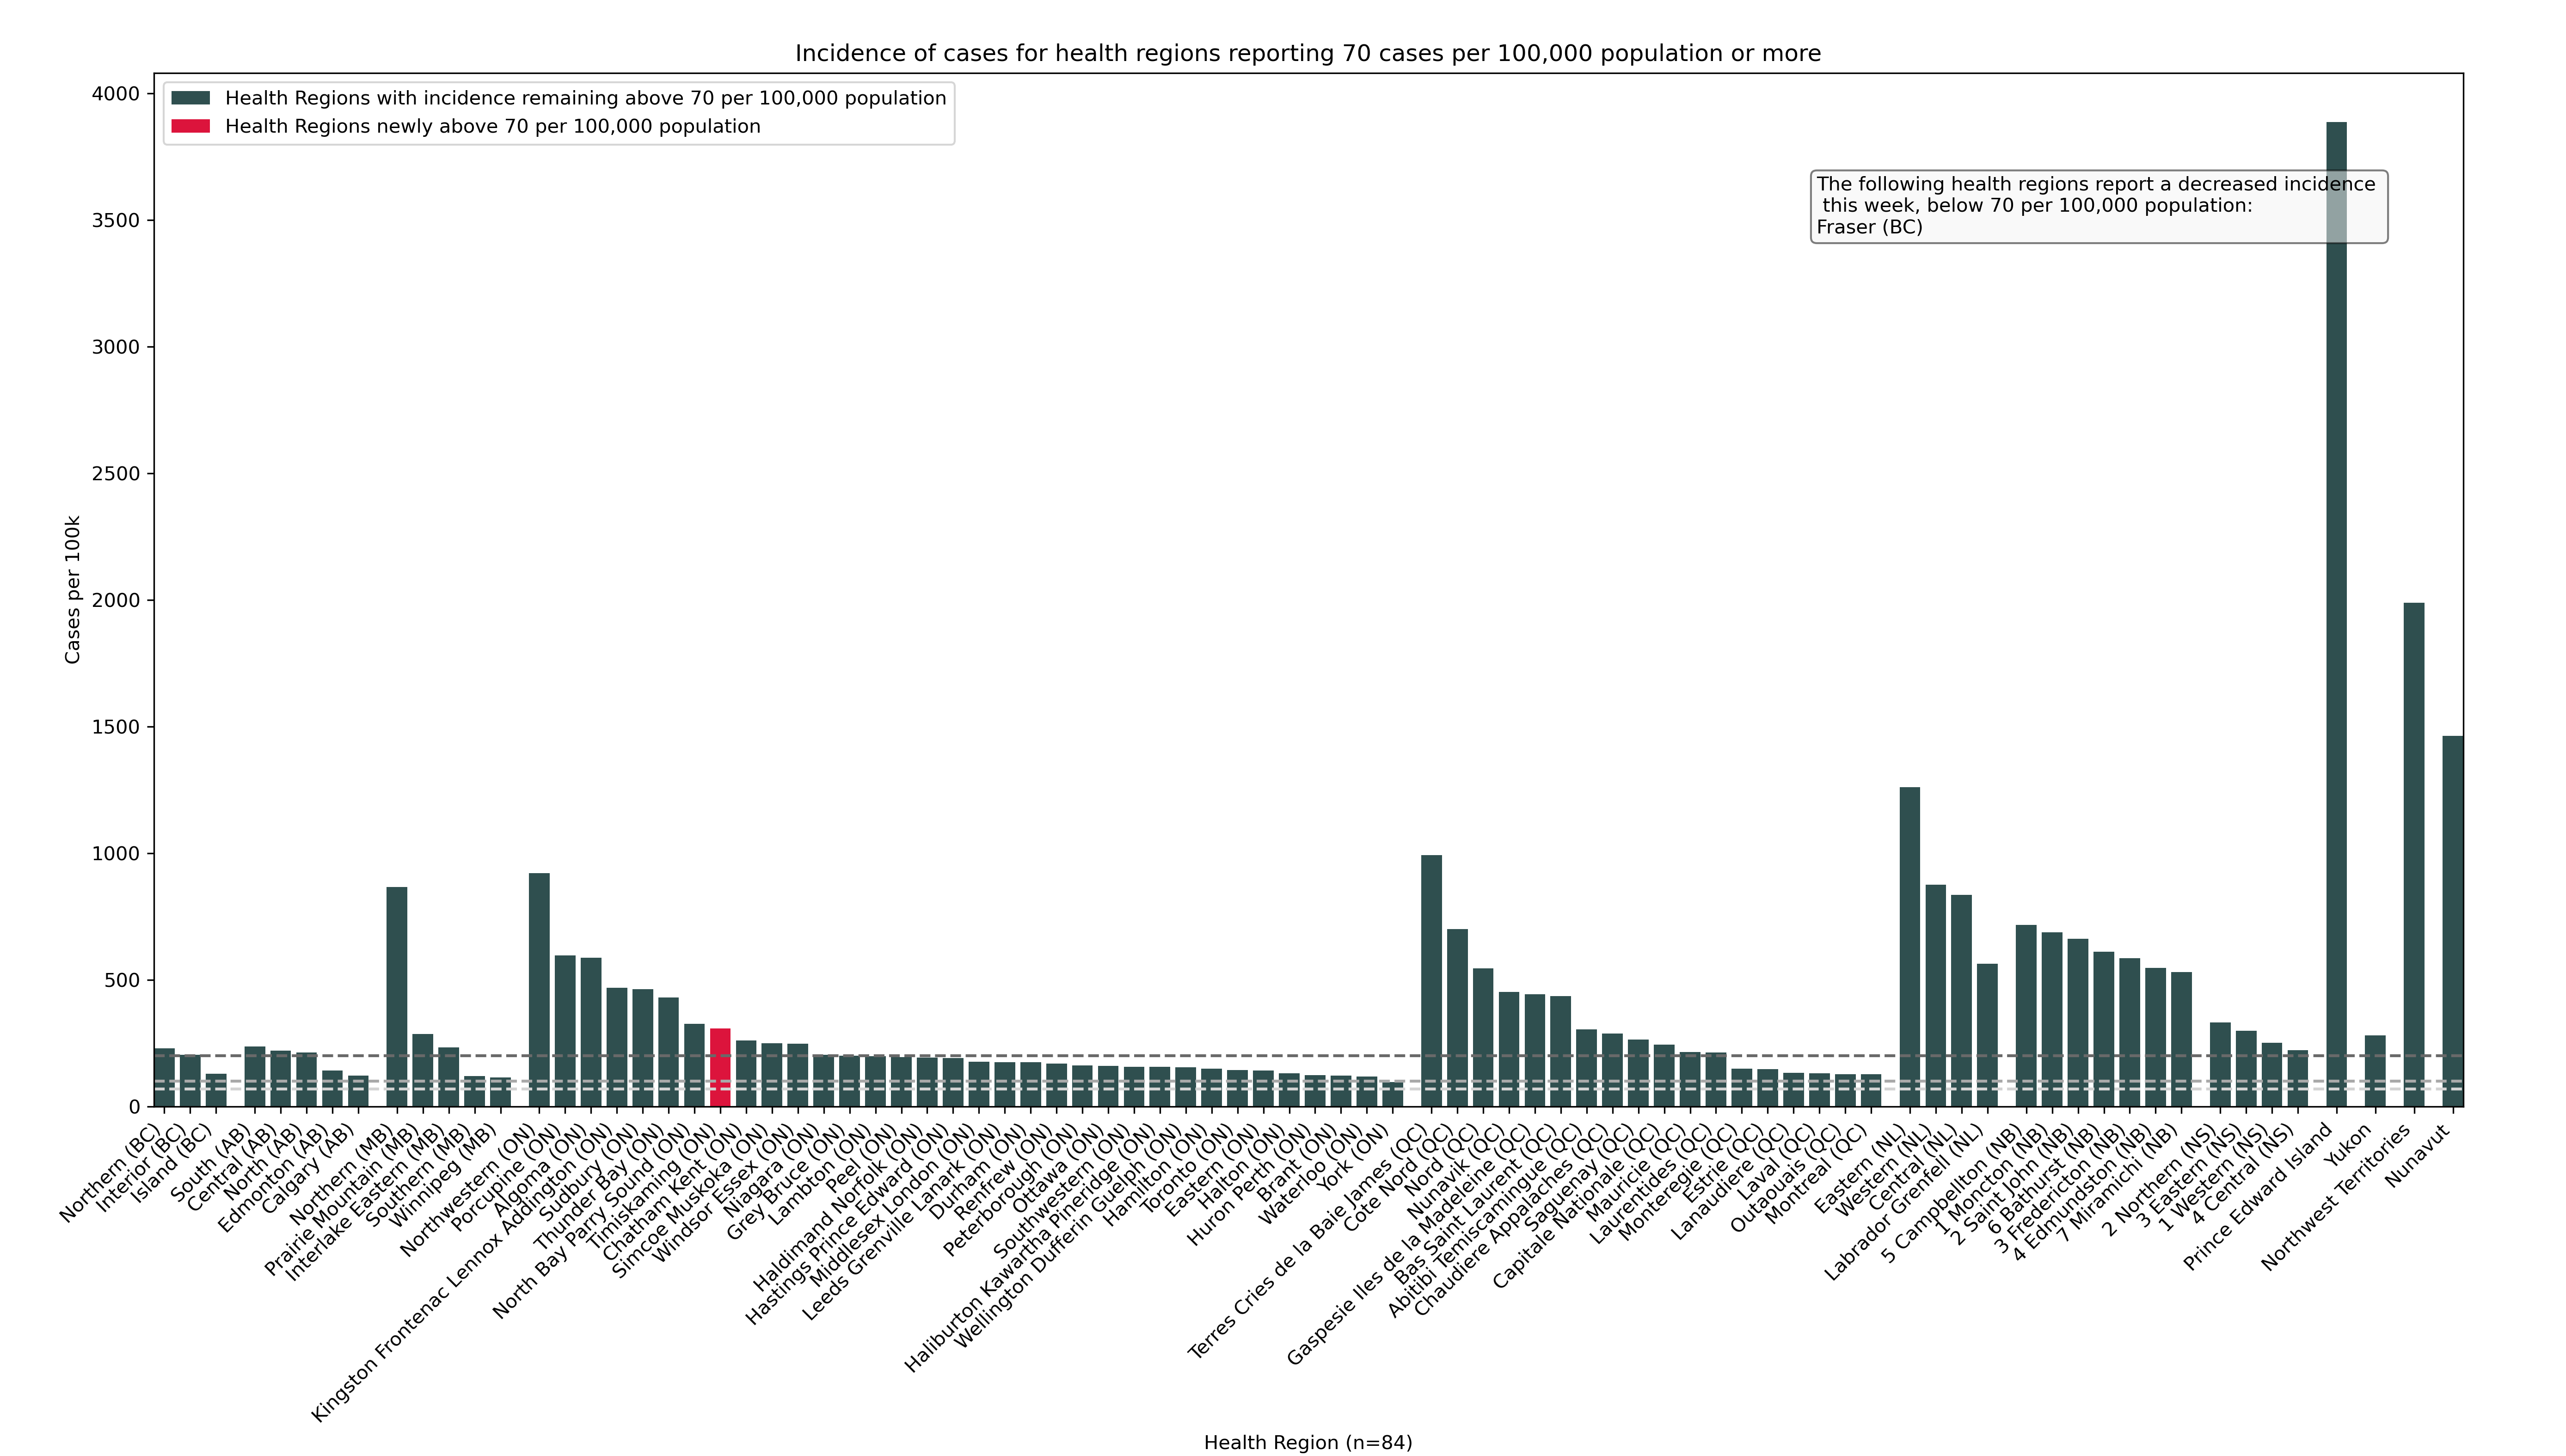 Incidence of cases for health regions reporting 70 cases per 100,000 population or more
Health Regions with incidence remaining above 70 per 100,000 population
Health Regions newly above 70 per 100,000 population
The following health regions report a decreased incidence
this week, below 70 per 100,000 population:
Fraser (BC)
Cases per 100k
4000
3500
3000
2500
2000
1500
1000
500
0
Northern (BC)
Interior (BC)
Island (BC)
South (AB)
Central (AB)
North (AB)
Edmonton (AB)
Calgary (AB)
Northern (MB)
Prairie Mountain (MB)
Interlake Eastern (MB)
Southern (MB)
Winnipeg (MB)
Northwestern (ON)
Porcupine (ON)
Algoma (ON)
Kingston Frontenac Lennox Addington (ON)
Sudbury (ON)
Thunder Bay (ON)
North Bay Parry Sound (ON)
Timiskaming (ON)
Chatham Kent (ON)
Simcoe Muskoka (ON)
Windsor Essex (ON)
Niagara (ON)
Grey Bruce (ON)
Lambton (ON)
Peel (ON)
Haldimand Norfolk (ON)
Hastings Prince Edward (ON)
Middlesex London (ON)
Leeds Grenville Lanark (ON)
Durham (ON)
Renfrew (ON)
Peterborough (ON)
Ottawa (ON)
Southwestern (ON)
Haliburton Kawartha Pineridge (ON)
Wellington Dufferin Guelph (ON)
Hamilton (ON)
Toronto (ON)
Eastern (ON)
Halton (ON)
Huron Perth (ON)
Brant (ON)
Waterloo (ON)
York (ON)
Terres Cries de la Baie James (QC)
Cote Nord (QC)
Nord (QC)
Nunavik (QC)
Gaspesie Iles de la Madeleine (QC)
Bas Saint Laurent (QC)
Abitibi Temiscamingue (QC)
Chaudiere Appalaches (QC)
Saguenay (QC)
Capitale Nationale (QC)
Mauricie (QC)
Laurentides (QC)
Monteregie (QC)
Estrie (QC)
Lanaudiere (QC)
Laval (QC)
Outaouais (QC)
Montreal (QC)
Eastern (NL)
Western (NL)
Central (NL)
Labrador Grenfell (NL)
5 Campbellton (NB)
1 Moncton (NB)
2 Saint John (NB)
6 Bathurst (NB)
3 Fredericton (NB)
4 Edmundston (NB)
7 Miramichi (NB)
2 Northern (NS)
3 Eastern (NS)
1 Western (NS)
4 Central (NS)
Prince Edward Island
Yukon
Northwest Territories
Nunavut
Health Region (n=84)